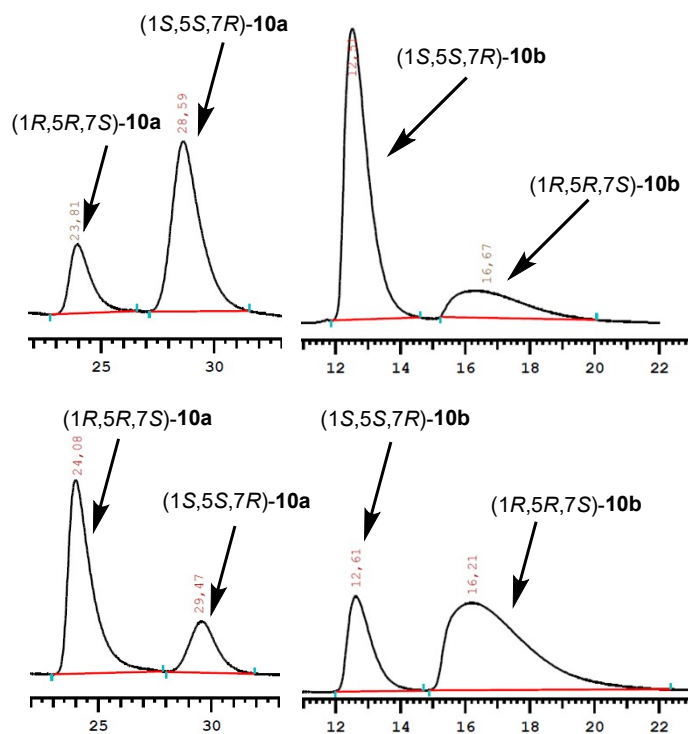 (1S,5S,7R)-10a
(1R,5R,7S)-10a
23,81
28,59
25
30
(1S,5S,7R)-10b
(1R,5R,7S)-10b
16,67
12
14
16
18
20
22
(1R,5R,7S)-10a
(1S,5S,7R)-10a
24,08
29,47
25
30
(1S,5S,7R)-10b
(1R,5R,7S)-10b
12,61
16,21
12
14
16
18
20
22